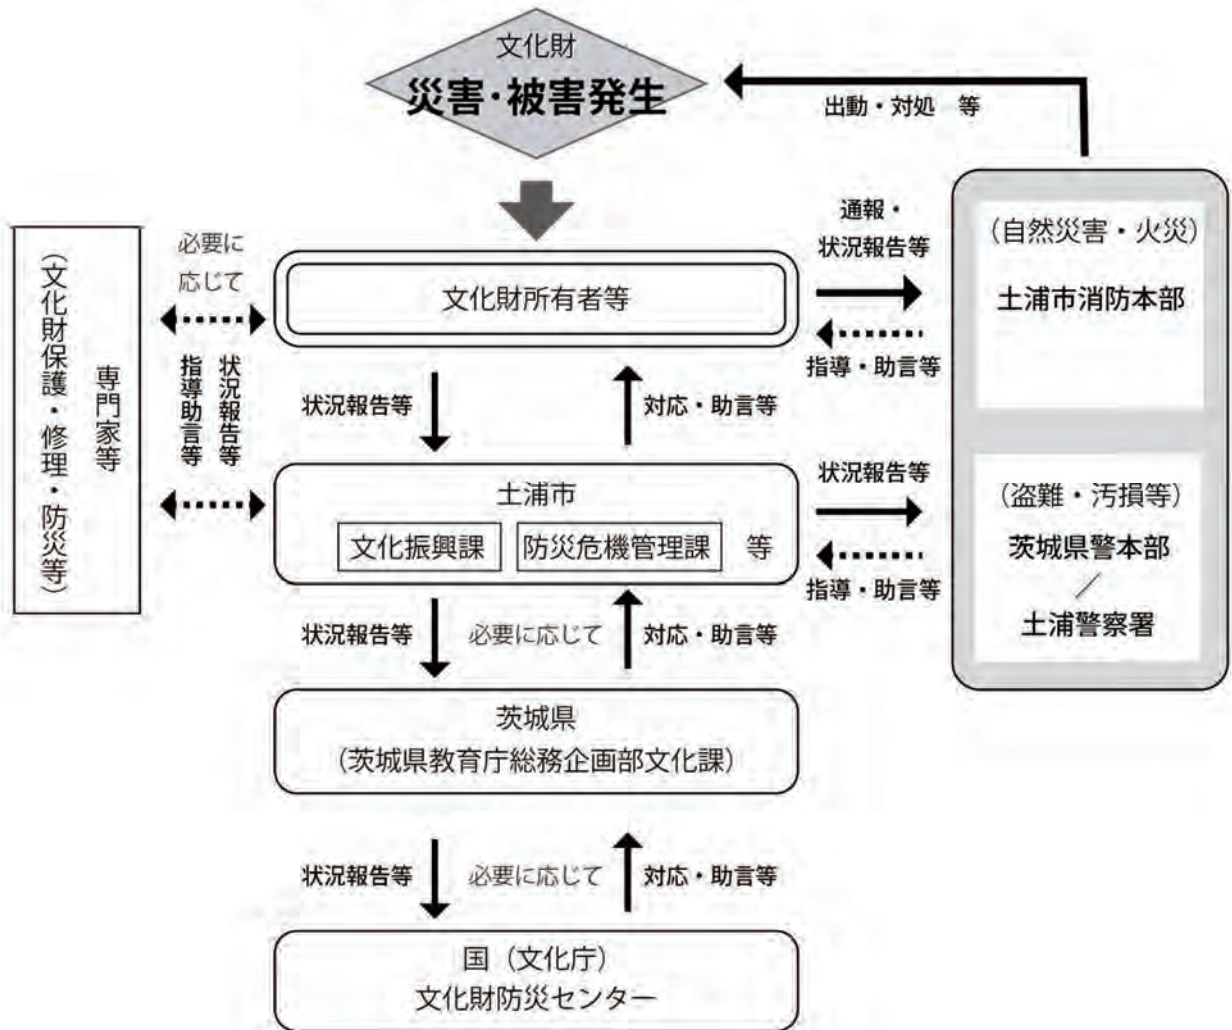 文化財
災害・被害発生
出動・対処　等
(文化財保護・修理・防災等)
専門家等
必要に
応じて
指導助言等
状況報告等
文化財所有者等
通報・
状況報告等
指導・助言等
(自然災害・火災)
土浦市消防本部
状況報告等
対応・助言等
土浦市
文化振興課
防災危機管理課
等
状況報告等
指導・助言等
(盗難・汚損等)
茨城県警本部
／
土浦警察署
状況報告等
必要に応じて
対応・助言等
茨城県
(茨城県教育庁総務企画部文化課)
状況報告等
必要に応じて
対応・助言等
国（文化庁）
文化財防災センター